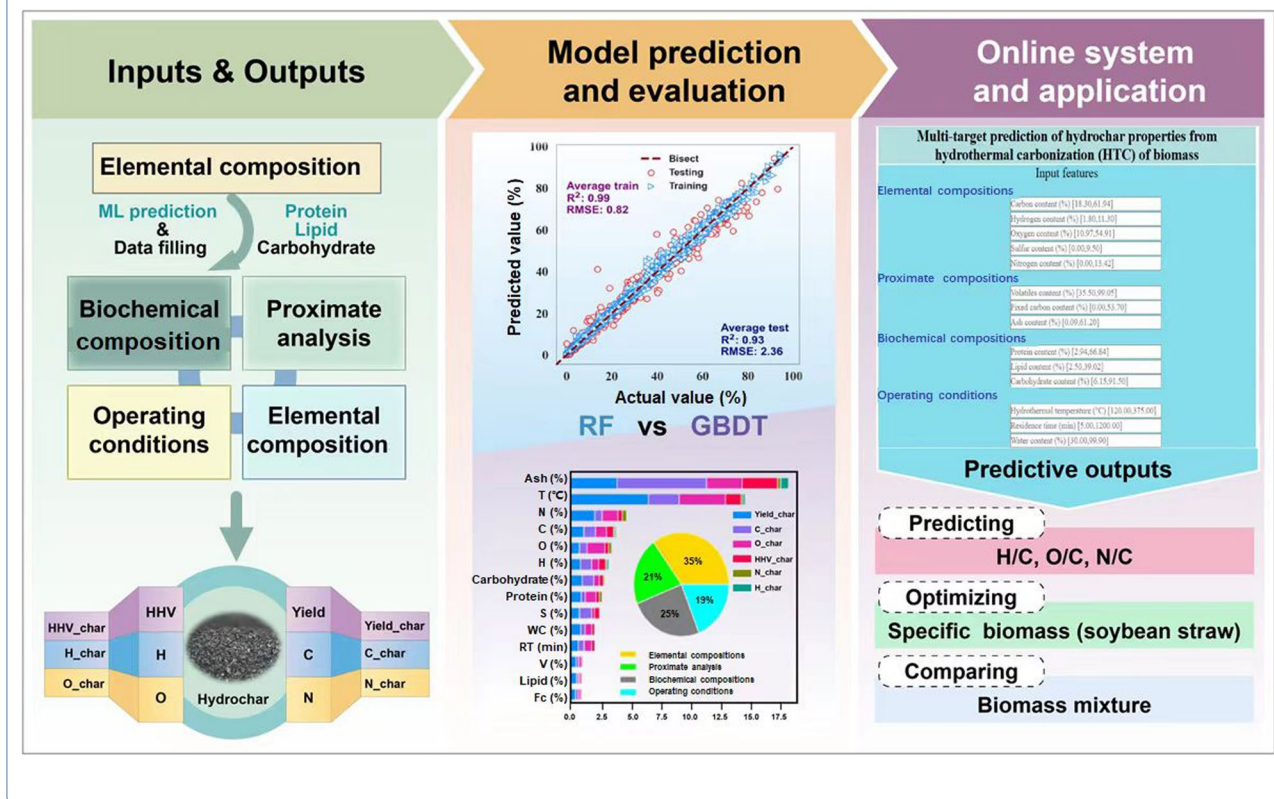 Inputs & Outputs
Elemental composition
ML prediction
&
Data filling
Protein
Lipid
Carbohydrate
Biochemical
composition
Proximate
analysis
Operating
conditions
Elemental
composition
HHV_char
H_char
O_char
HHV
H
O
Hydrochar
Yield
C
N
Yield_char
C_char
N_char
Model prediction
and evaluation
Predicted value (%)
100
80
60
40
20
0
Bisect
Testing
Training
Average train
R²: 0.99
RMSE: 0.82
Average test
R²: 0.93
RMSE: 2.36
0 20 40 60 80 100
Actual value (%)
RF vs GBDT
Ash (%)
T (℃)
N (%)
C (%)
O (%)
H (%)
Carbohydrate (%)
Protein (%)
S (%)
WC (%)
RT (min)
V (%)
Lipid (%)
Fc (%)
Yield_char
C_char
O_char
HHV_char
N_char
H_char
35%
21%
19%
25%
Elemental compositions
Proximate analysis
Biochemical compositions
Operating conditions
0.0 2.5 5.0 7.5 10.0 12.5 15.0 17.5
Online system
and application
Multi-target prediction of hydrochar properties from
hydrothermal carbonization (HTC) of biomass
Input features
Elemental compositions
Carbon content (%) [18.30,61.94]
Hydrogen content (%) [1.80,11.30]
Oxygen content (%) [10.97,54.91]
Sulfur content (%) [0.00,9.50]
Nitrogen content (%) [0.00,13.42]
Proximate compositions
Volatiles content (%) [35.50,99.05]
Fixed carbon content (%) [0.00,53.70]
Ash content (%) [0.09,61.20]
Biochemical compositions
Protein content (%) [2.94,66.84]
Lipid content (%) [2.50,39.02]
Carbohydrate content (%) [6.15,91.50]
Operating conditions
Hydrothermal temperature (°C) [120.00,375.00]
Residence time (min) [5.00,1200.00]
Water content (%) [30.00,99.90]
Predictive outputs
Predicting
H/C, O/C, N/C
Optimizing
Specific biomass (soybean straw)
Comparing
Biomass mixture